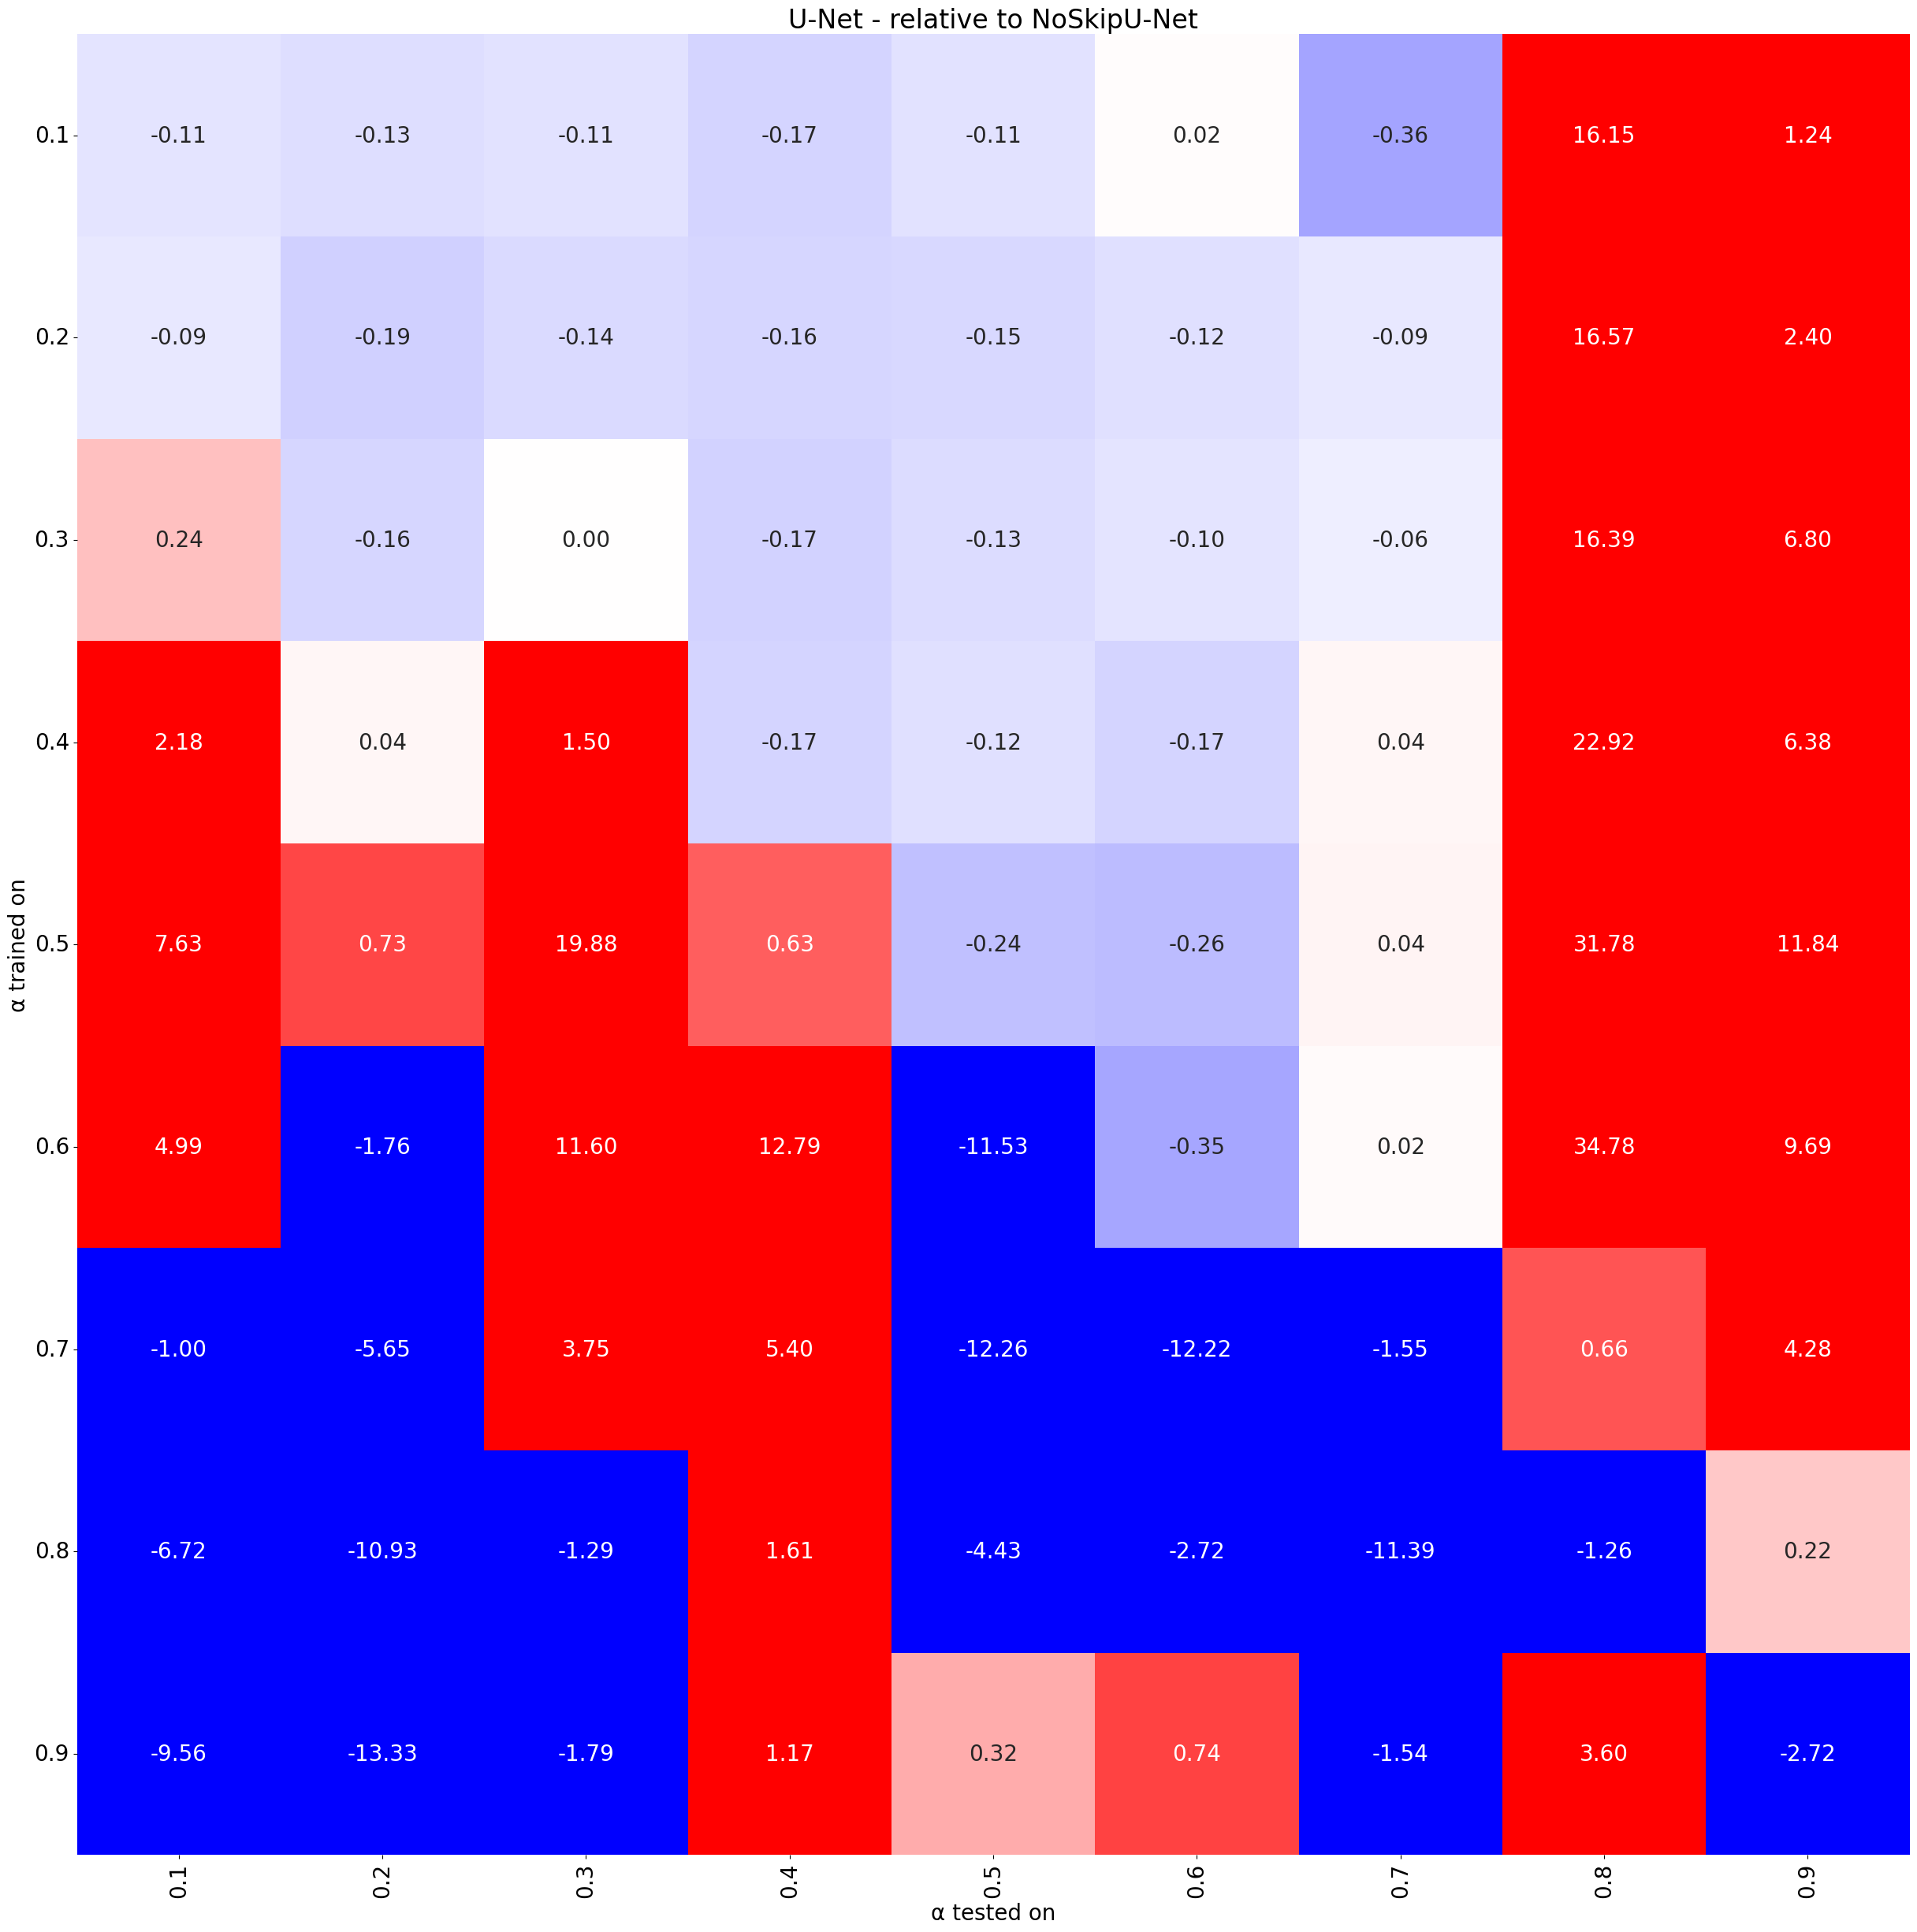 U-Net - relative to NoSkipU-Net
α trained on
0.1 -0.11 -0.13 -0.11 -0.17 -0.11 0.02 -0.36 16.15 1.24
0.2 -0.09 -0.19 -0.14 -0.16 -0.15 -0.12 -0.09 16.57 2.40
0.3 0.24 -0.16 0.00 -0.17 -0.13 -0.10 -0.06 16.39 6.80
0.4 2.18 0.04 1.50 -0.17 -0.12 -0.17 0.04 22.92 6.38
0.5 7.63 0.73 19.88 0.63 -0.24 -0.26 0.04 31.78 11.84
0.6 4.99 -1.76 11.60 12.79 -11.53 -0.35 0.02 34.78 9.69
0.7 -1.00 -5.65 3.75 5.40 -12.26 -12.22 -1.55 0.66 4.28
0.8 -6.72 -10.93 -1.29 1.61 -4.43 -2.72 -11.39 -1.26 0.22
0.9 -9.56 -13.33 -1.79 1.17 0.32 0.74 -1.54 3.60 -2.72
0.1 0.2 0.3 0.4 0.5 0.6 0.7 0.8 0.9
α tested on